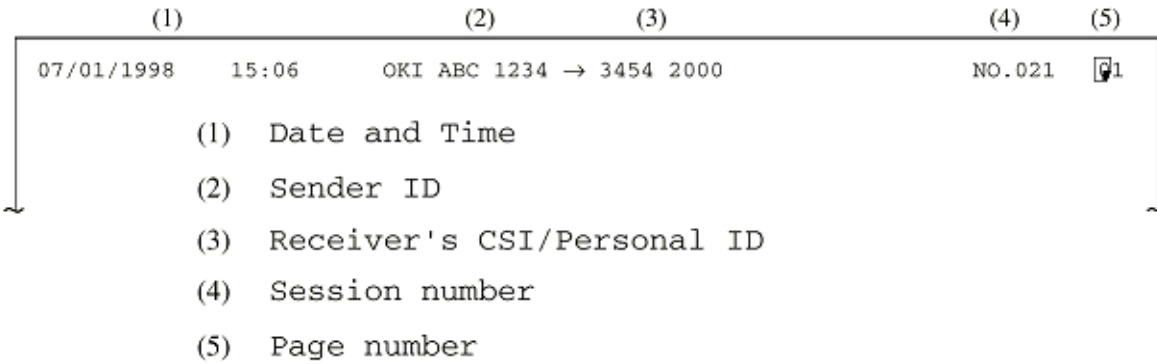 (1) (2) (3) (4) (5)
07/01/1998 15:06 OKI ABC 1234 → 3454 2000 NO.021
(1) Date and Time
(2) Sender ID
(3) Receiver's CSI/Personal ID
(4) Session number
(5) Page number